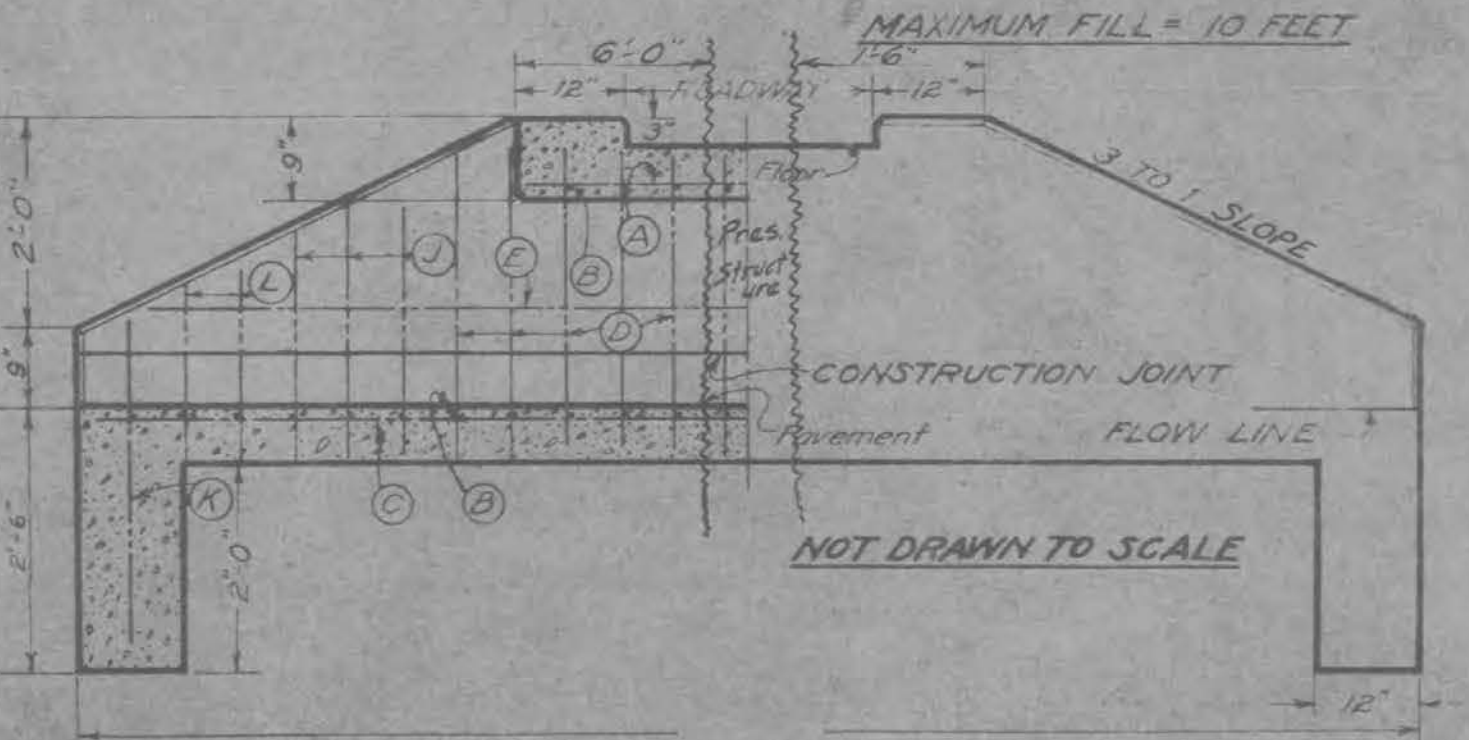 MAXIMUM FILL = 10 FEET
6'-0"
1'-6"
12"
ROADWAY
12"
3"
9"
2'-0"
Floor
3 TO 1 SLOPE
A
B
E
J
L
D
Pres.
Struct
ure
9"
CONSTRUCTION JOINT
Pavement
FLOW LINE
K
C
B
2'-6"
2'-0"
NOT DRAWN TO SCALE
12"